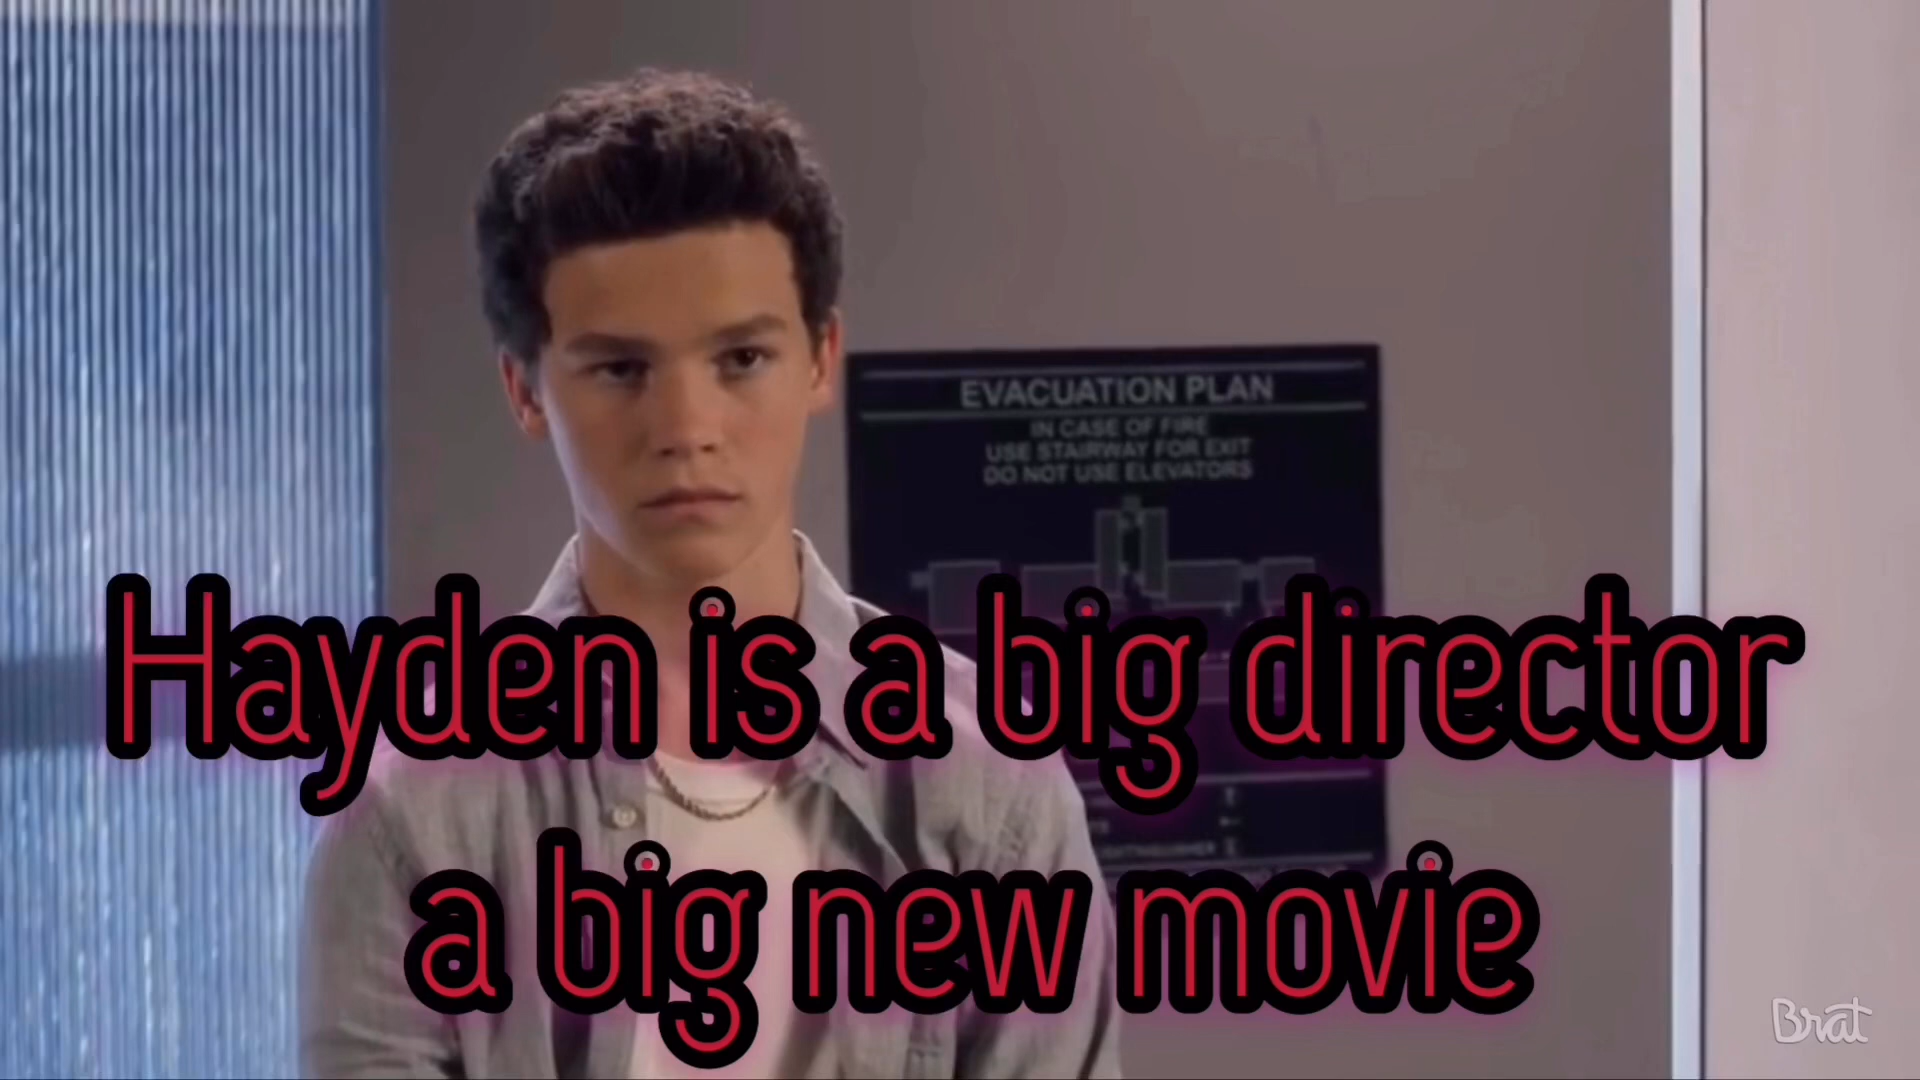 EVACUATION PLAN
IN CASE OF FIRE
USE STAIRWAY FOR EXIT
DO NOT USE ELEVATORS
Hayden is a big director
a big new movie
Brat